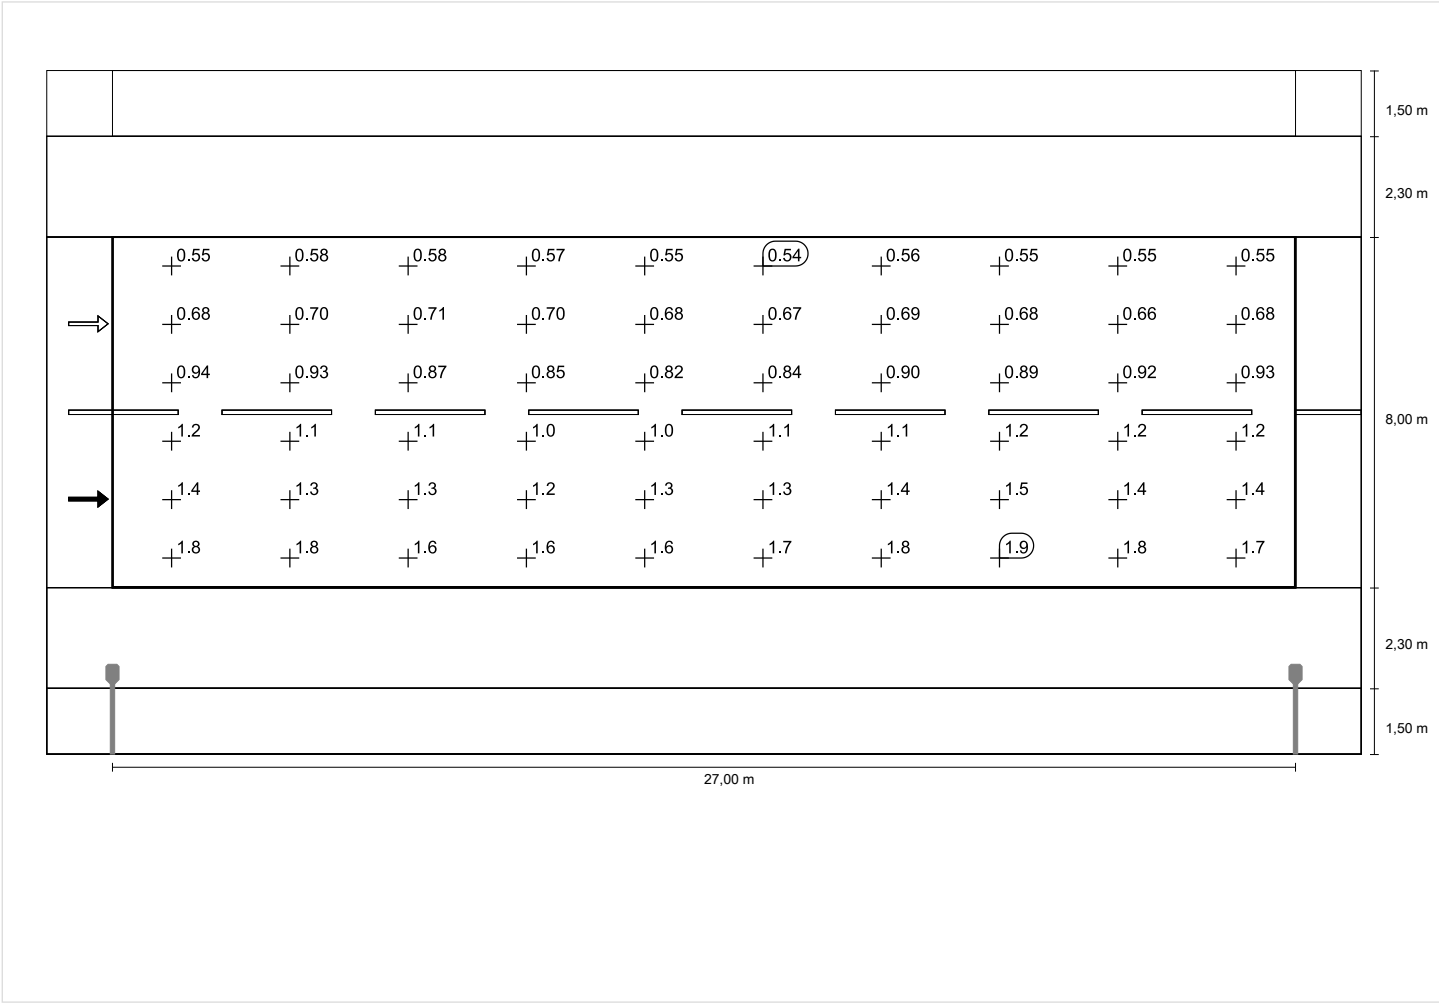 1,50 m
2,30 m
0.55 0.58 0.58 0.57 0.55 0.54 0.56 0.55 0.55 0.55
0.68 0.70 0.71 0.70 0.68 0.67 0.69 0.68 0.66 0.68
0.94 0.93 0.87 0.85 0.82 0.84 0.90 0.89 0.92 0.93
8,00 m
1.2 1.1 1.1 1.0 1.0 1.1 1.1 1.2 1.2 1.2
1.4 1.3 1.3 1.2 1.3 1.3 1.4 1.5 1.4 1.4
1.8 1.8 1.6 1.6 1.6 1.7 1.8 1.9 1.8 1.7
2,30 m
1,50 m
27,00 m